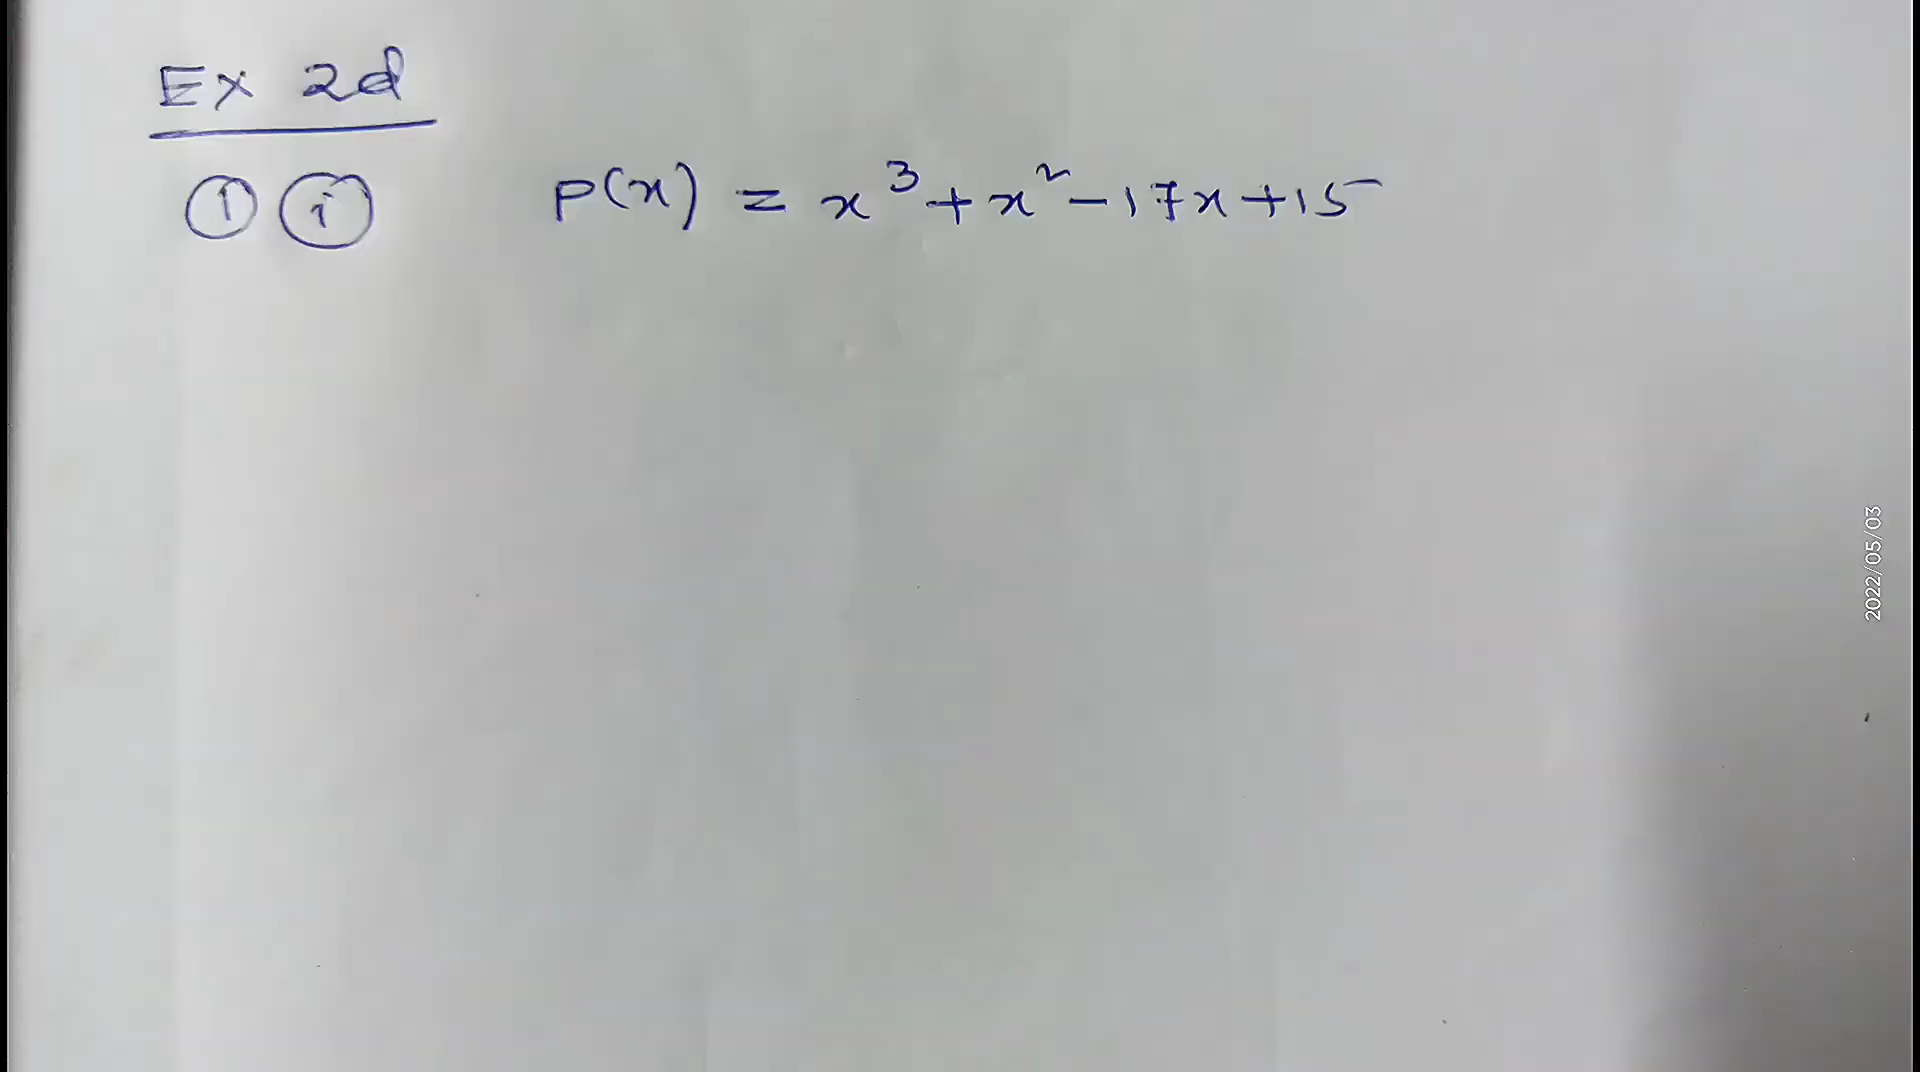 Ex 2d
① ⓘ P(x) = x³ + x² - 17x + 15
2022/05/03